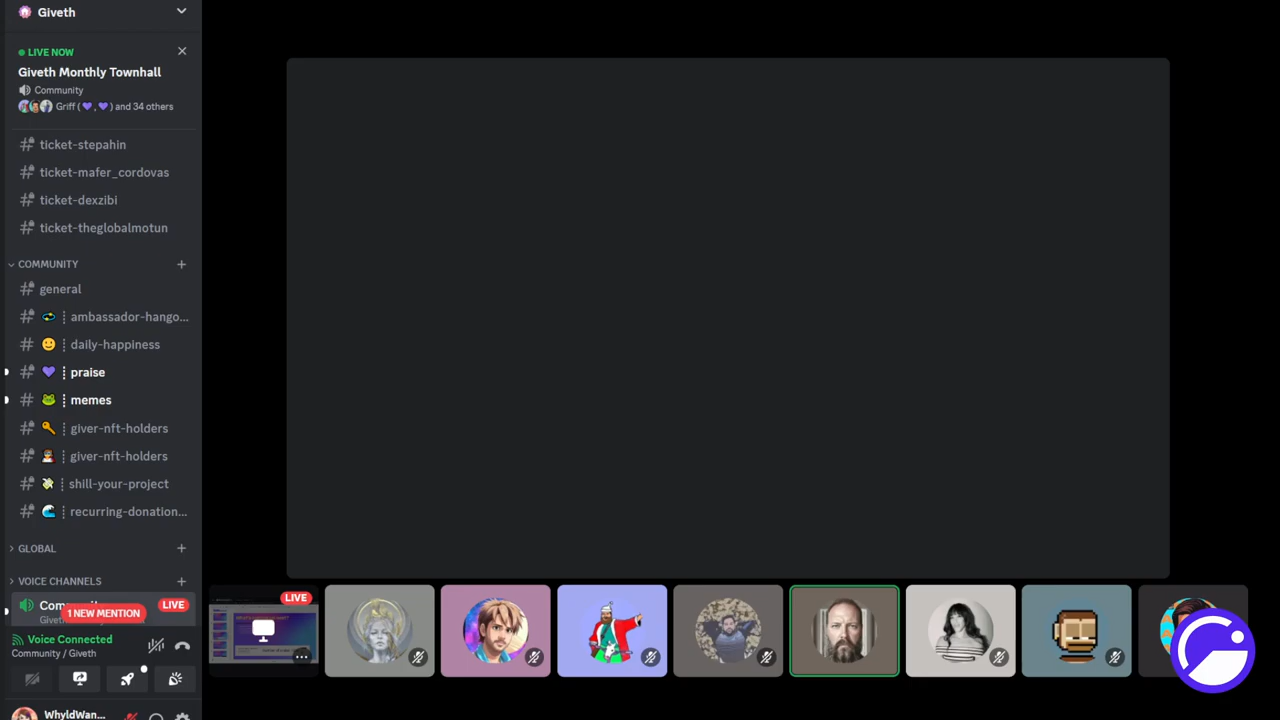 Giveth
LIVE NOW
Giveth Monthly Townhall
Community
Griff ( 💜 , 💜 ) and 34 others
ticket-stepahin
ticket-mafer_cordovas
ticket-dexzibi
ticket-theglobalmotun
COMMUNITY
general
ambassador-hango...
daily-happiness
praise
memes
giver-nft-holders
giver-nft-holders
shill-your-project
recurring-donation...
GLOBAL
VOICE CHANNELS
1 NEW MENTION
LIVE
LIVE
Voice Connected
Community / Giveth
WhyldWan...